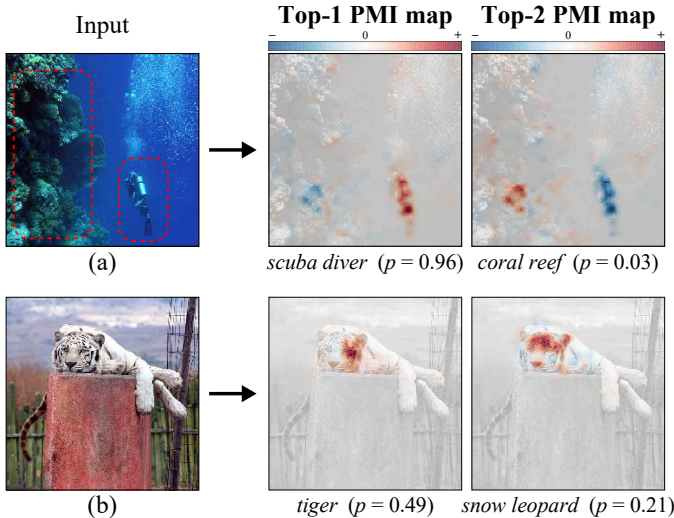 Input
Top-1 PMI map
Top-2 PMI map
− 0 +
− 0 +
(a)
scuba diver (p = 0.96)
coral reef (p = 0.03)
(b)
tiger (p = 0.49)
snow leopard (p = 0.21)